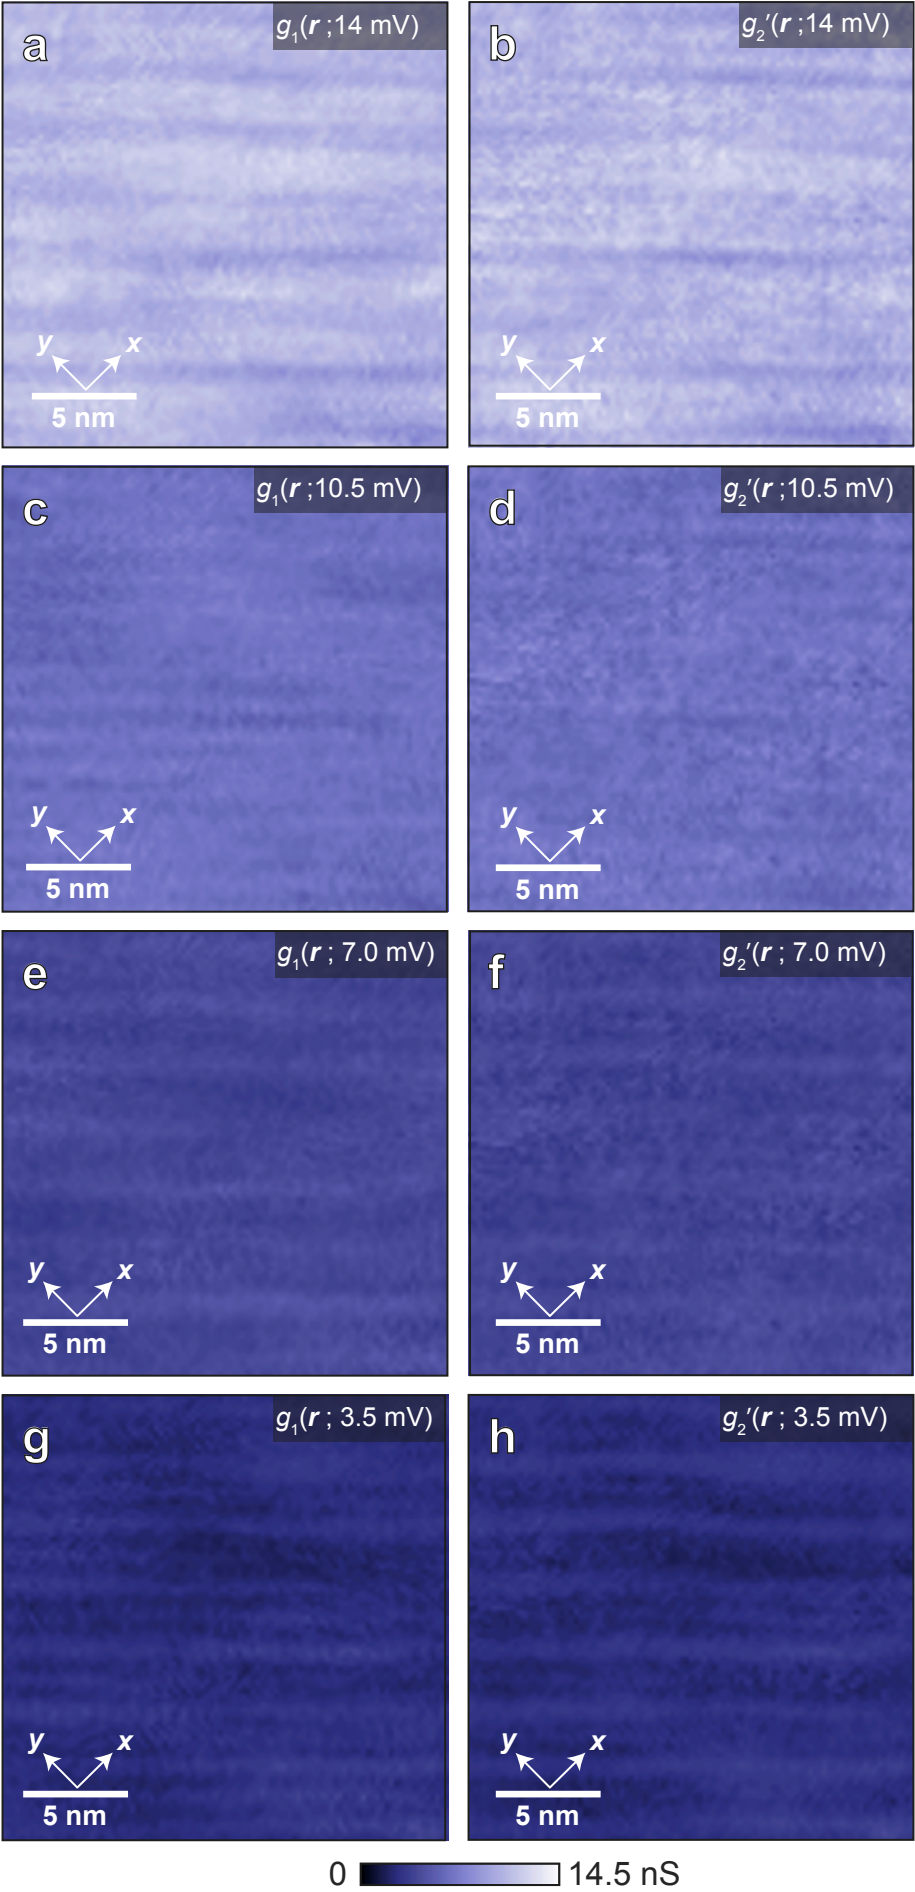 a
g₁(r ;14 mV)
y x
5 nm
b
g₂′(r ;14 mV)
y x
5 nm
c
g₁(r ;10.5 mV)
y x
5 nm
d
g₂′(r ;10.5 mV)
y x
5 nm
e
g₁(r ; 7.0 mV)
y x
5 nm
f
g₂′(r ; 7.0 mV)
y x
5 nm
g
g₁(r ; 3.5 mV)
y x
5 nm
h
g₂′(r ; 3.5 mV)
y x
5 nm
0 14.5 nS